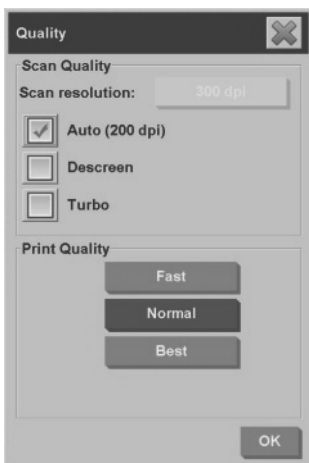 Quality
Scan Quality
Scan resolution: 300 dpi
Auto (200 dpi)
Descreen
Turbo
Print Quality
Fast
Normal
Best
OK